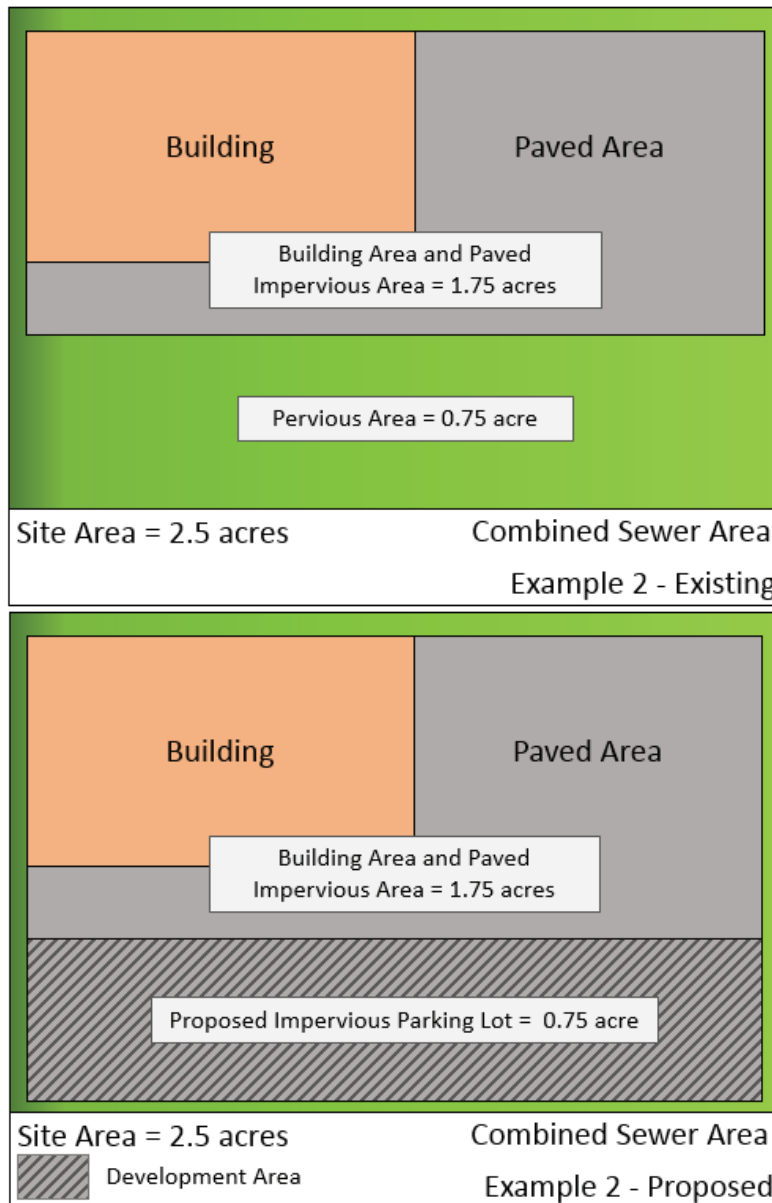 Building
Paved Area
Building Area and Paved
Impervious Area = 1.75 acres
Pervious Area = 0.75 acre
Site Area = 2.5 acres
Combined Sewer Area
Example 2 - Existing
Building
Paved Area
Building Area and Paved
Impervious Area = 1.75 acres
Proposed Impervious Parking Lot = 0.75 acre
Site Area = 2.5 acres
Combined Sewer Area
Development Area
Example 2 - Proposed